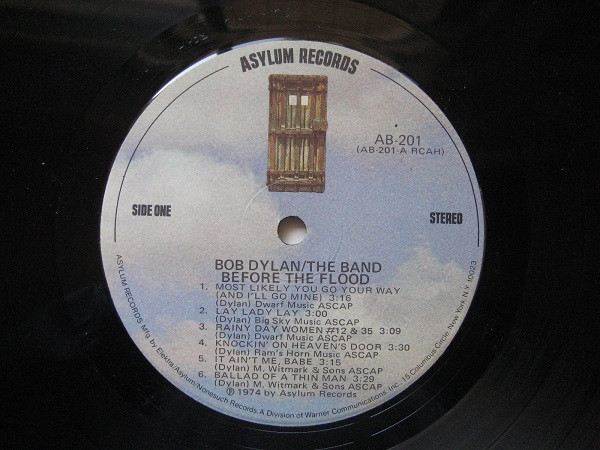 ASYLUM RECORDS
AB-201
(AB-201-A RCAH)
SIDE ONE
STEREO
BOB DYLAN/THE BAND
BEFORE THE FLOOD
1. MOST LIKELY YOU GO YOUR WAY
(AND I'LL GO MINE) 3:16
(Dylan) Dwarf Music ASCAP
2. LAY LADY LAY 3:00
(Dylan) Big Sky Music ASCAP
3. RAINY DAY WOMEN #12 & 35 3:09
(Dylan) Dwarf Music ASCAP
4. KNOCKIN' ON HEAVEN'S DOOR 3:30
(Dylan) Ram's Horn Music ASCAP
5. IT AIN'T ME, BABE 3:15
(Dylan) M. Witmark & Sons ASCAP
6. BALLAD OF A THIN MAN 3:29
(Dylan) M. Witmark & Sons ASCAP
℗ 1974 by Asylum Records
ASYLUM RECORDS Mfg by Elektra/Asylum/Nonesuch Records. A Division of Warner Communications, Inc. 15 Columbus Circle, New York, N.Y. 10023